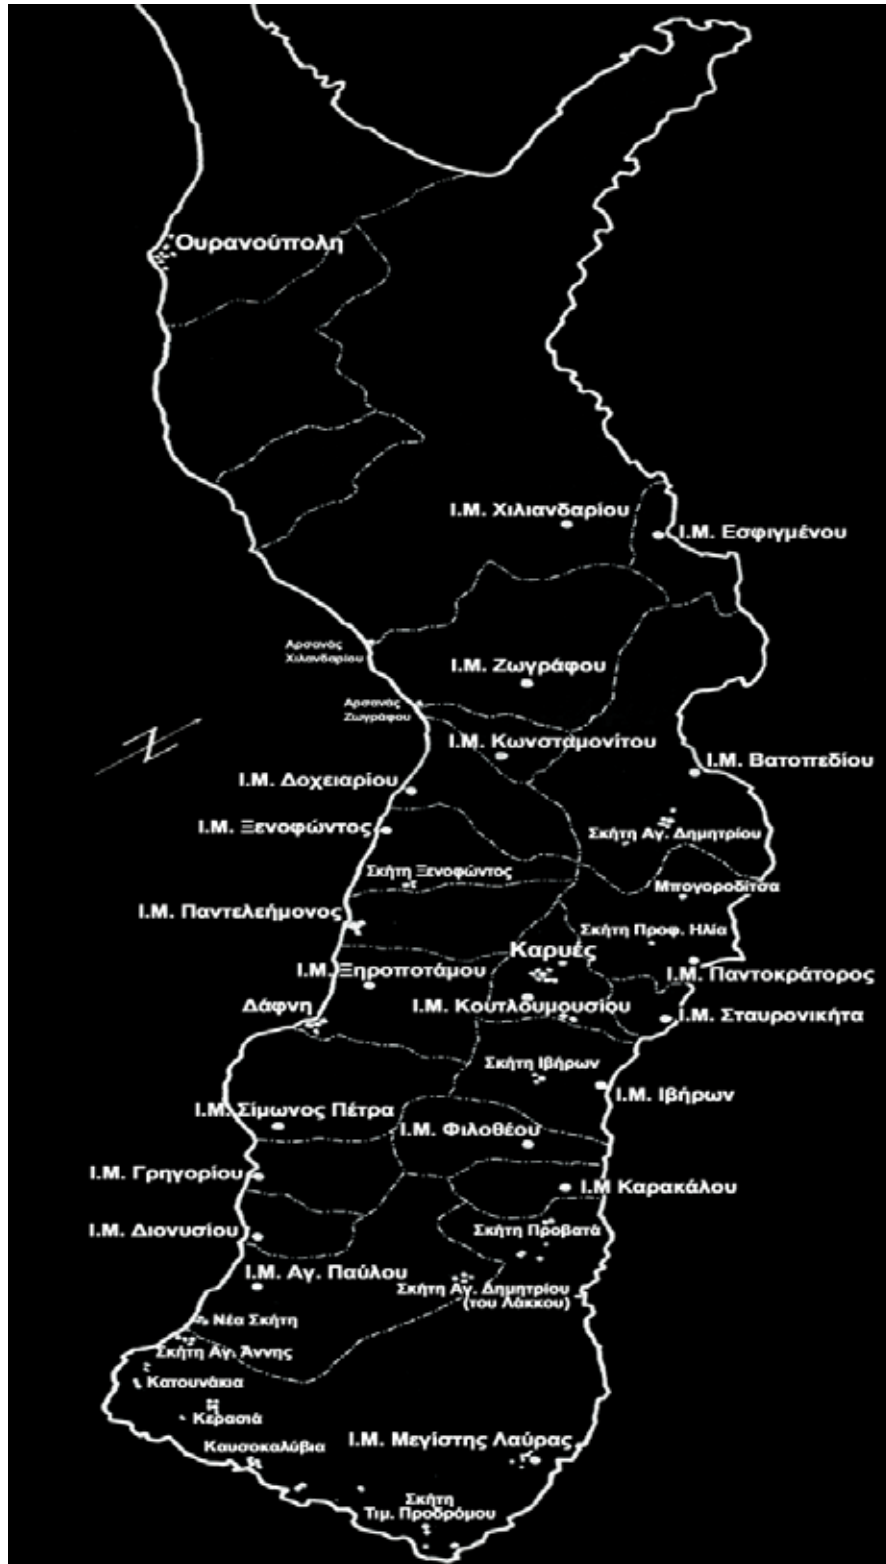 Ουρανούπολη
Ι.Μ. Χιλιανδαρίου
Ι.Μ. Εσφιγμένου
Αρσανάς
Χιλανδαρίου
Ι.Μ. Ζωγράφου
Αρσανάς
Ζωγράφου
Ι.Μ. Κωνσταμονίτου
Ι.Μ. Βατοπεδίου
Ι.Μ. Δοχειαρίου
Ι.Μ. Ξενοφώντος
Σκήτη Αγ. Δημητρίου
Σκήτη Ξενοφώντος
Μπογοροδίτσα
Ι.Μ. Παντελεήμονος
Σκήτη Προφ. Ηλία
Καρυές
Ι.Μ. Ξηροποτάμου
Ι.Μ. Παντοκράτορος
Δάφνη
Ι.Μ. Κουτλουμουσίου
Ι.Μ. Σταυρονικήτα
Σκήτη Ιβήρων
Ι.Μ. Ιβήρων
Ι.Μ. Σίμωνος Πέτρα
Ι.Μ. Φιλοθέου
Ι.Μ. Γρηγορίου
Ι.Μ Καρακάλου
Ι.Μ. Διονυσίου
Σκήτη Προβατά
Ι.Μ. Αγ. Παύλου
Σκήτη Αγ. Δημητρίου
(του Λάκκου)
Νέα Σκήτη
Σκήτη Αγ. Άννης
Κατουνάκια
Κερασιά
Ι.Μ. Μεγίστης Λαύρας
Καυσοκαλύβια
Σκήτη
Τιμ. Προδρόμου